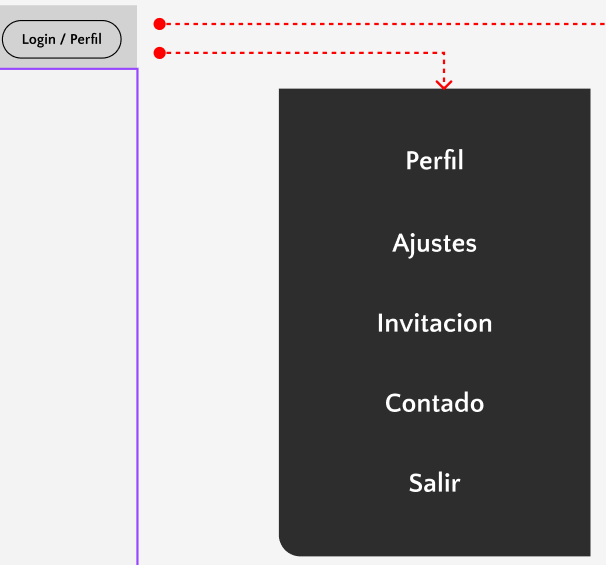 Login / Perfil
Perfil
Ajustes
Invitacion
Contado
Salir